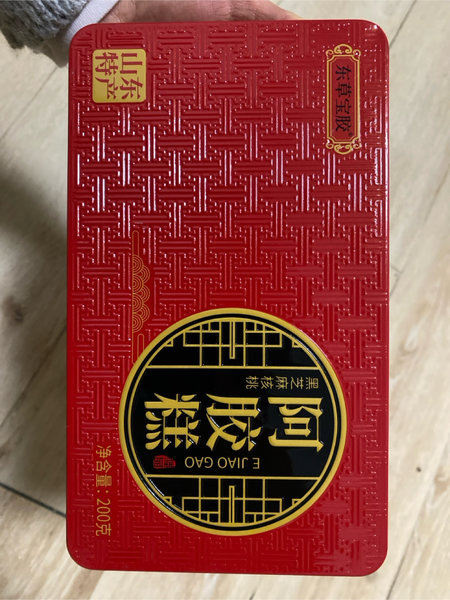 山东
特产
东草宝胶
黑芝麻核桃
阿胶糕
E JIAO GAO
净含量：200克